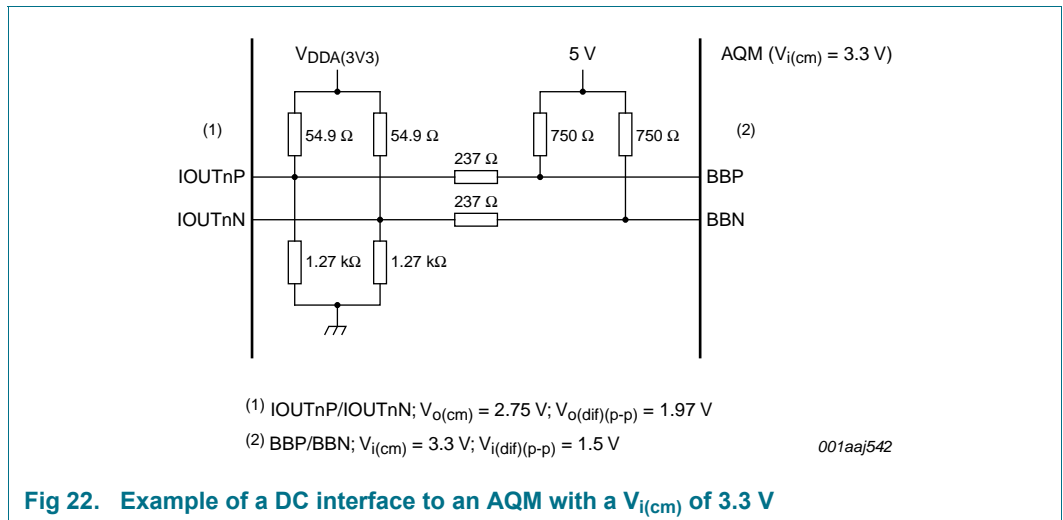 VDDA(3V3) 5 V AQM (Vi(cm) = 3.3 V)
(1) 54.9 Ω 54.9 Ω 750 Ω 750 Ω (2)
237 Ω
IOUTnP BBP
237 Ω
IOUTnN BBN
1.27 kΩ 1.27 kΩ
(1) IOUTnP/IOUTnN; Vo(cm) = 2.75 V; Vo(dif)(p-p) = 1.97 V
(2) BBP/BBN; Vi(cm) = 3.3 V; Vi(dif)(p-p) = 1.5 V 001aaj542
Fig 22. Example of a DC interface to an AQM with a Vi(cm) of 3.3 V